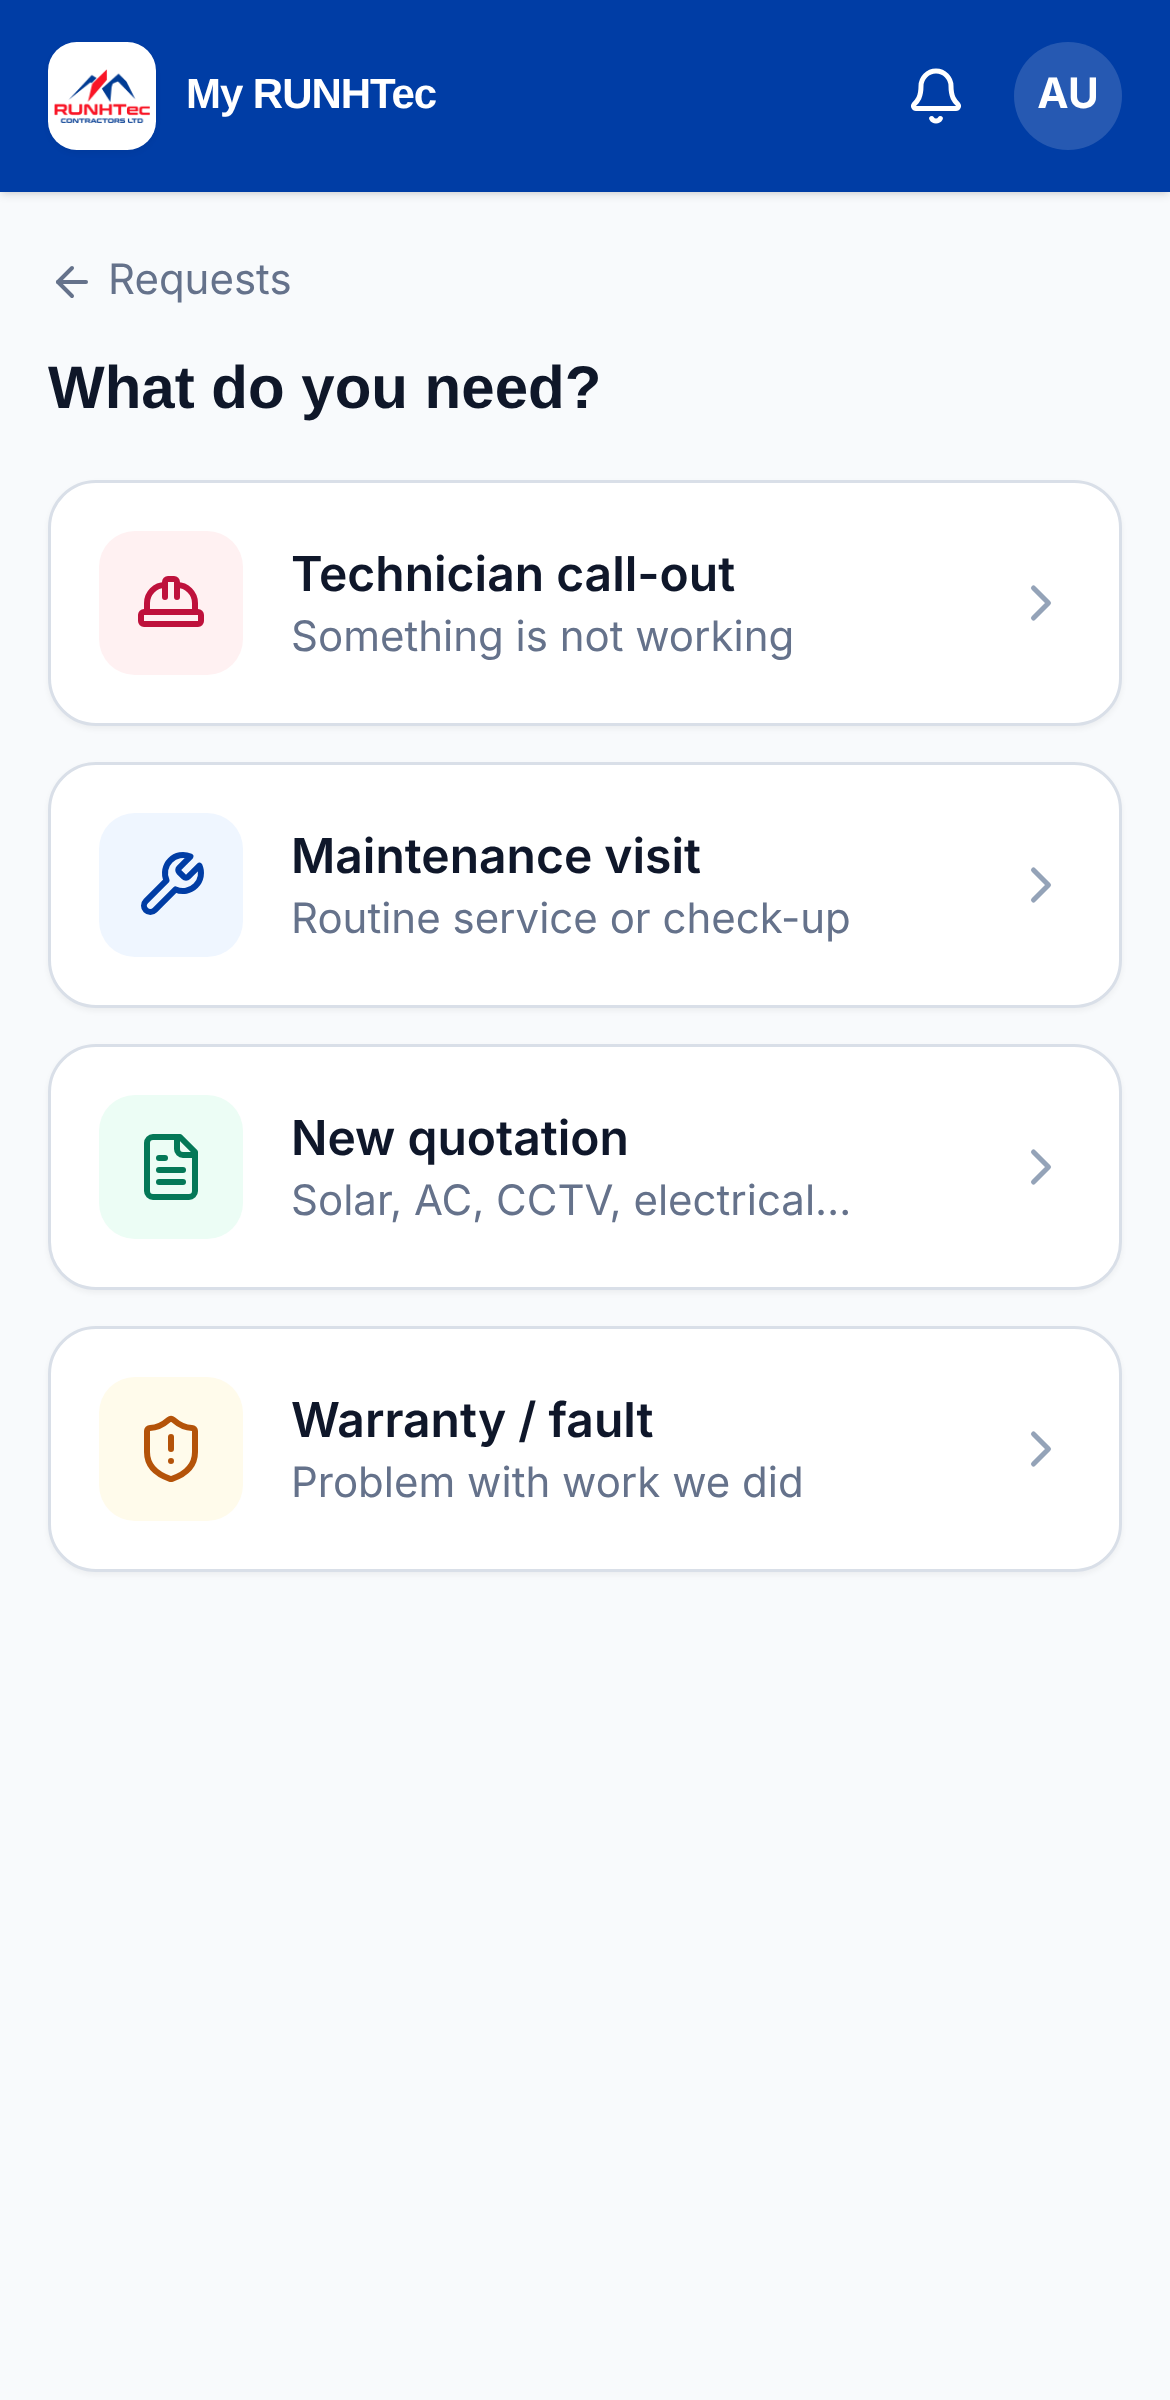 RUNHTec
CONTRACTORS LTD
My RUNHTec
AU
Requests
What do you need?
Technician call-out
Something is not working
Maintenance visit
Routine service or check-up
New quotation
Solar, AC, CCTV, electrical...
Warranty / fault
Problem with work we did